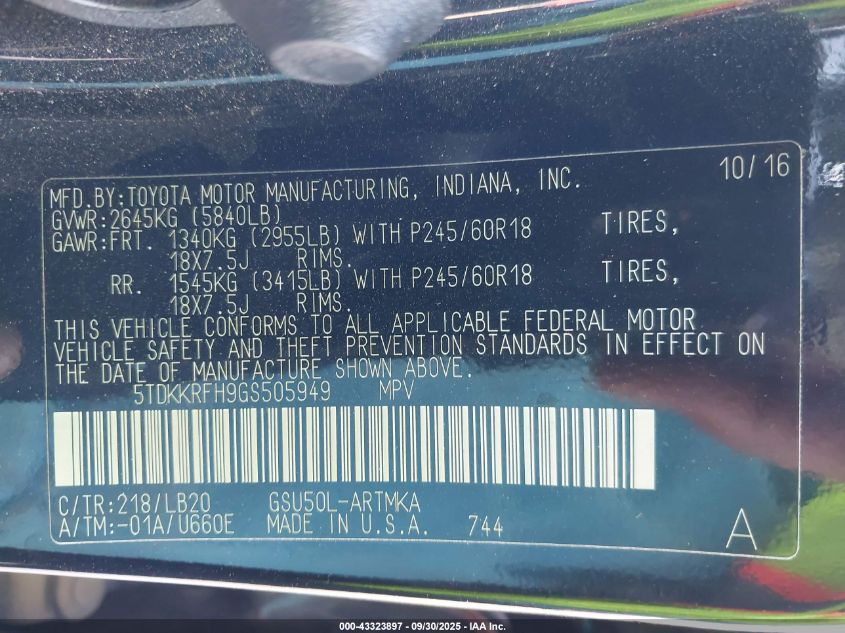 10/16
MFD.BY:TOYOTA MOTOR MANUFACTURING, INDIANA, INC.
GVWR:2645KG (5840LB)
GAWR:FRT. 1340KG (2955LB) WITH P245/60R18 TIRES,
18X7.5J RIMS.
RR. 1545KG (3415LB) WITH P245/60R18 TIRES,
18X7.5J RIMS.
THIS VEHICLE CONFORMS TO ALL APPLICABLE FEDERAL MOTOR
VEHICLE SAFETY AND THEFT PREVENTION STANDARDS IN EFFECT ON
THE DATE OF MANUFACTURE SHOWN ABOVE.
5TDKKRFH9GS505949 MPV
C/TR:218/LB20 GSU50L-ARTMKA
A/TM:-01A/U660E MADE IN U.S.A. 744
A
000-43323897 - 09/30/2025 - IAA Inc.